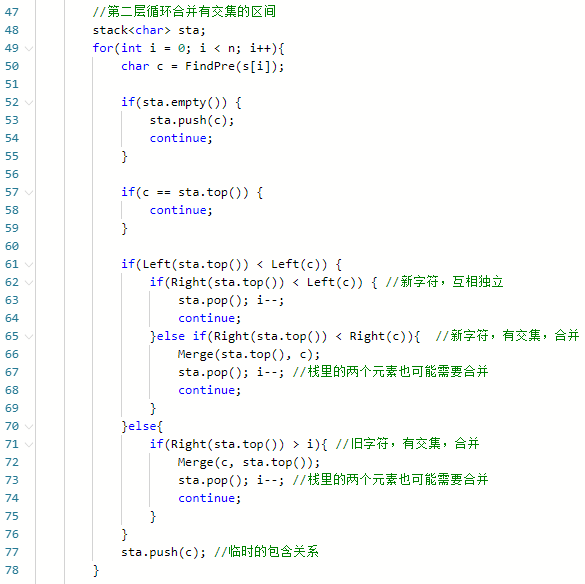 47 //第二层循环合并有交集的区间
48 stack<char> sta;
49 for(int i = 0; i < n; i++){
50 char c = FindPre(s[i]);
51
52 if(sta.empty()) {
53 sta.push(c);
54 continue;
55 }
56
57 if(c == sta.top()) {
58 continue;
59 }
60
61 if(Left(sta.top()) < Left(c)) {
62 if(Right(sta.top()) < Left(c)) { //新字符，互相独立
63 sta.pop(); i--;
64 continue;
65 }else if(Right(sta.top()) < Right(c)){ //新字符，有交集，合并
66 Merge(sta.top(), c);
67 sta.pop(); i--; //栈里的两个元素也可能需要合并
68 continue;
69 }
70 }else{
71 if(Right(sta.top()) > i){ //旧字符，有交集，合并
72 Merge(c, sta.top());
73 sta.pop(); i--; //栈里的两个元素也可能需要合并
74 continue;
75 }
76 }
77 sta.push(c); //临时的包含关系
78 }